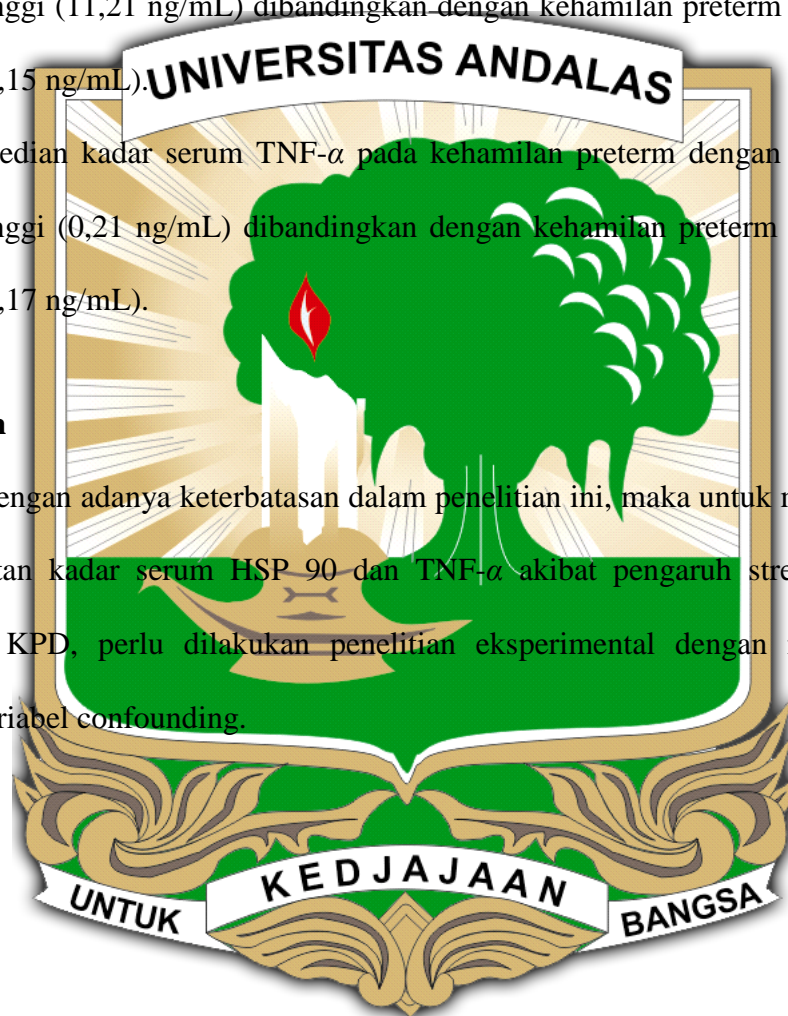 nggi (11,21 ng/mL) dibandingkan dengan kehamilan preterm
UNIVERSITAS ANDALAS
,15 ng/mL).
edian kadar serum TNF-α pada kehamilan preterm dengan
nggi (0,21 ng/mL) dibandingkan dengan kehamilan preterm
,17 ng/mL).
n
engan adanya keterbatasan dalam penelitian ini, maka untuk
tan kadar serum HSP 90 dan TNF-α akibat pengaruh stre
KPD, perlu dilakukan penelitian eksperimental dengan
riabel confounding.
KEDJAJAAN
UNTUK
BANGSA